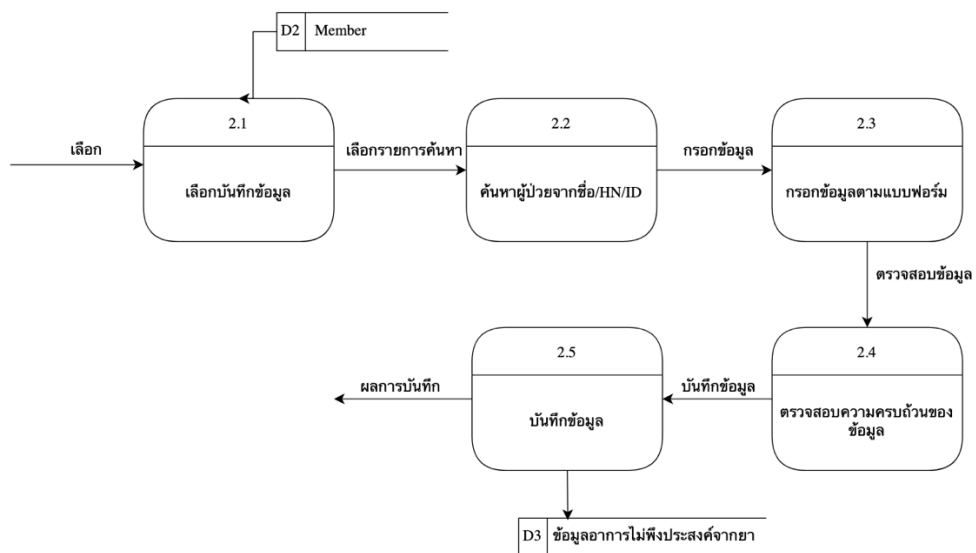 D2 Member
2.1
2.2
2.3
เลือก
เลือกรายการค้นหา
กรอกข้อมูล
เลือกบันทึกข้อมูล
ค้นหาผู้ป่วยจากชื่อ/HN/ID
กรอกข้อมูลตามแบบฟอร์ม
ตรวจสอบข้อมูล
2.5
2.4
ผลการบันทึก
บันทึกข้อมูล
บันทึกข้อมูล
ตรวจสอบความครบถ้วนของ
ข้อมูล
D3 ข้อมูลอาการไม่พึงประสงค์จากยา